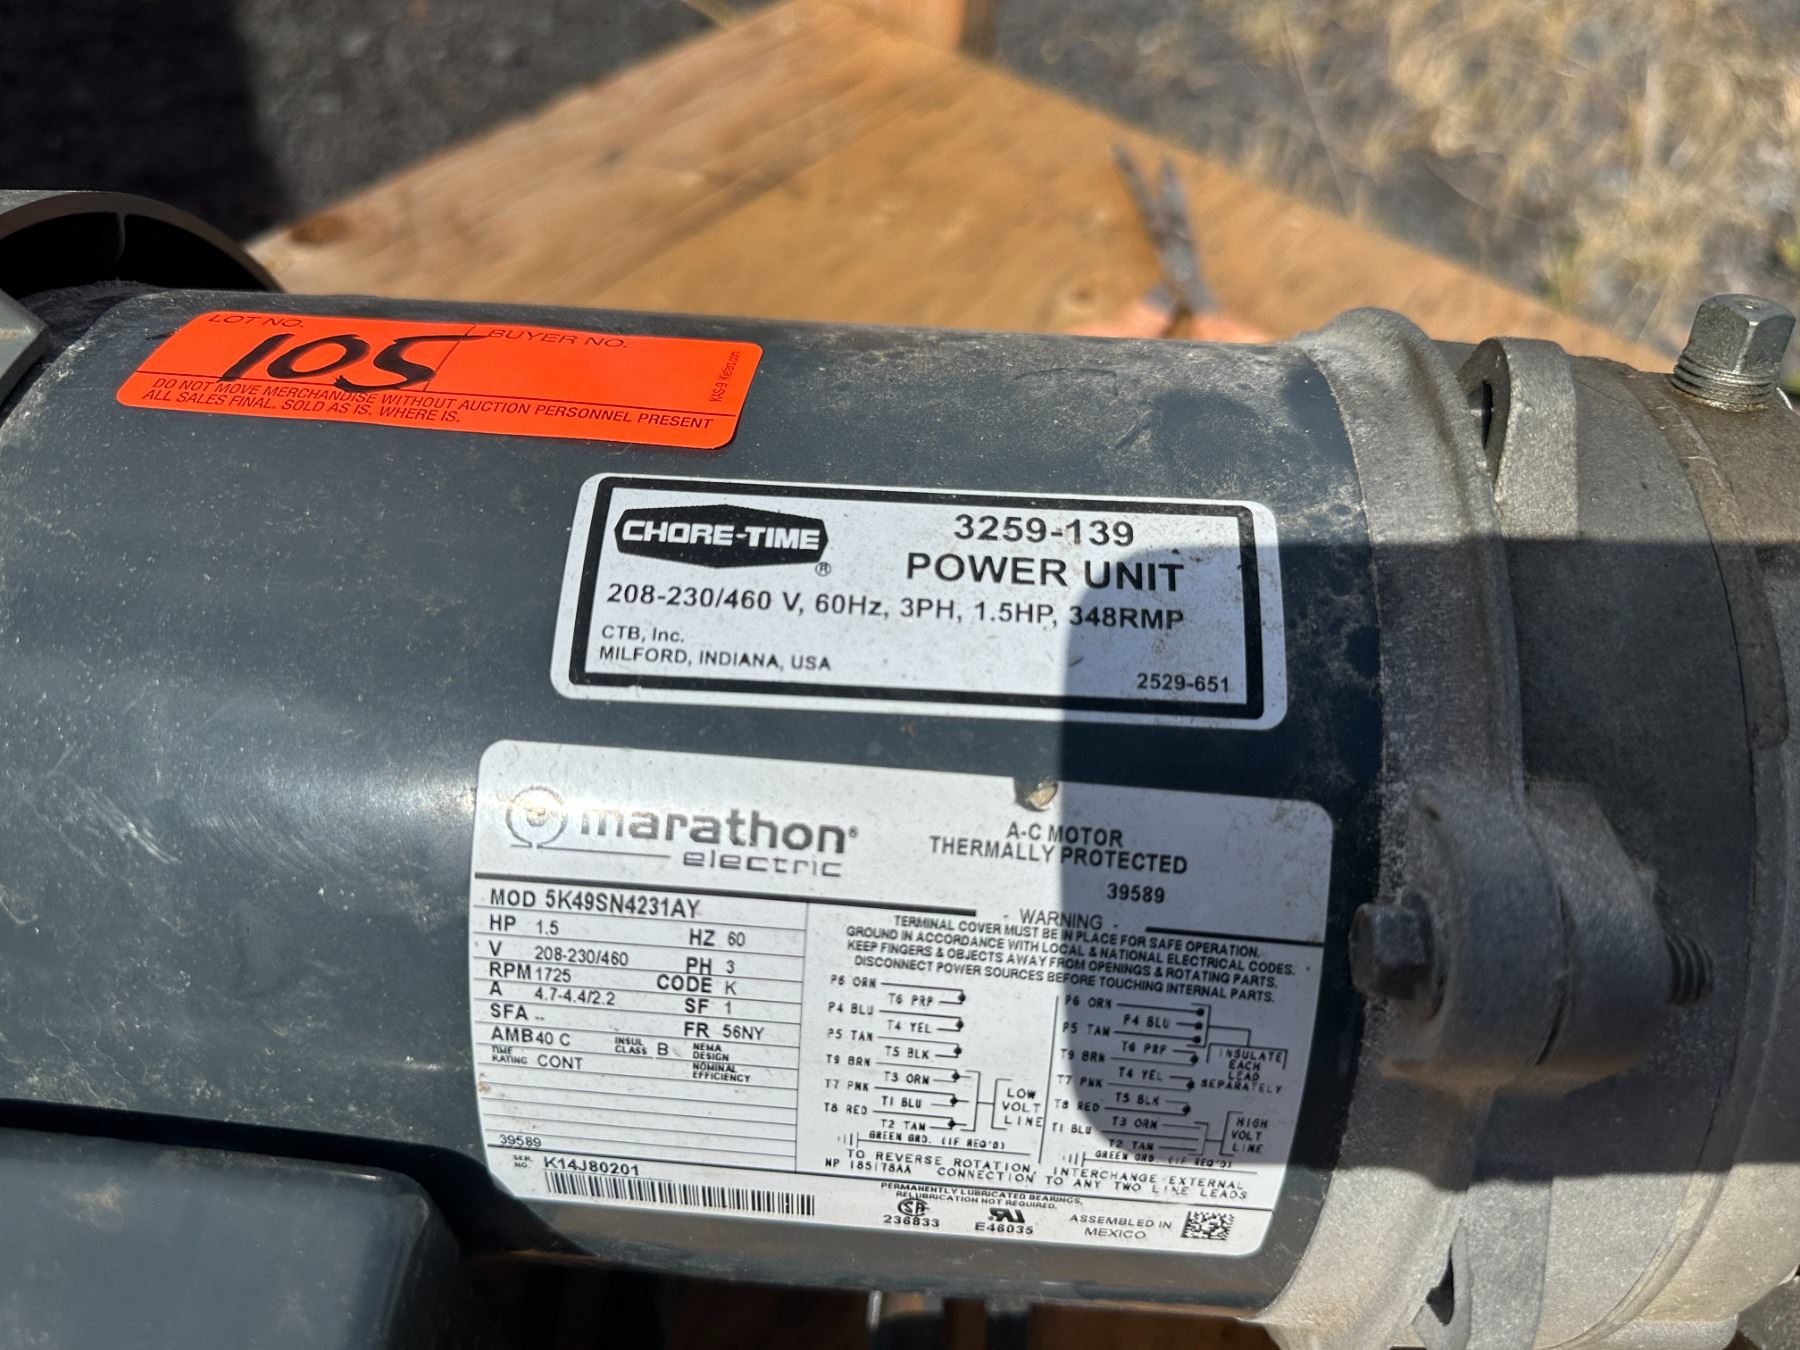 LOT NO. BUYER NO.
105
DO NOT MOVE MERCHANDISE WITHOUT AUCTION PERSONNEL PRESENT
ALL SALES FINAL. SOLD AS IS. WHERE IS.
CHORE-TIME®
3259-139
POWER UNIT
208-230/460 V, 60Hz, 3PH, 1.5HP, 348RMP
CTB, Inc.
MILFORD, INDIANA, USA
2529-651
marathon®
electric
A-C MOTOR
THERMALLY PROTECTED
39589
MOD 5K49SN4231AY
HP 1.5 HZ 60
V 208-230/460 PH 3
RPM 1725 CODE K
A 4.7-4.4/2.2 SF 1
SFA -- FR 56NY
AMB 40 C INSUL CLASS B NEMA DESIGN
TIME RATING CONT NOMINAL EFFICIENCY
39589
SER. NO. K14J80201
- WARNING -
TERMINAL COVER MUST BE IN PLACE FOR SAFE OPERATION.
GROUND IN ACCORDANCE WITH LOCAL & NATIONAL ELECTRICAL CODES.
KEEP FINGERS & OBJECTS AWAY FROM OPENINGS & ROTATING PARTS.
DISCONNECT POWER SOURCES BEFORE TOUCHING INTERNAL PARTS.
P6 ORN
T6 PRP
P4 BLU
T4 YEL
P5 TAN
T5 BLK
T9 BRN
T3 ORN
T7 PNK
T1 BLU
T8 RED
T2 TAN
LOW
VOLT
LINE
GREEN GRD. (IF REQ'D)
P6 ORN
P4 BLU
P5 TAN
T6 PRP
T9 BRN
T4 YEL
T7 PNK
T5 BLK
T8 RED
T3 ORN
T1 BLU
T2 TAN
INSULATE
EACH
LEAD
SEPARATELY
HIGH
VOLT
LINE
GREEN GRD (IF REQ'D)
TO REVERSE ROTATION INTERCHANGE EXTERNAL
NP 185178AA CONNECTION TO ANY TWO LINE LEADS
PERMANENTLY LUBRICATED BEARINGS,
RELUBRICATION NOT REQUIRED.
236833
E46035
ASSEMBLED IN
MEXICO